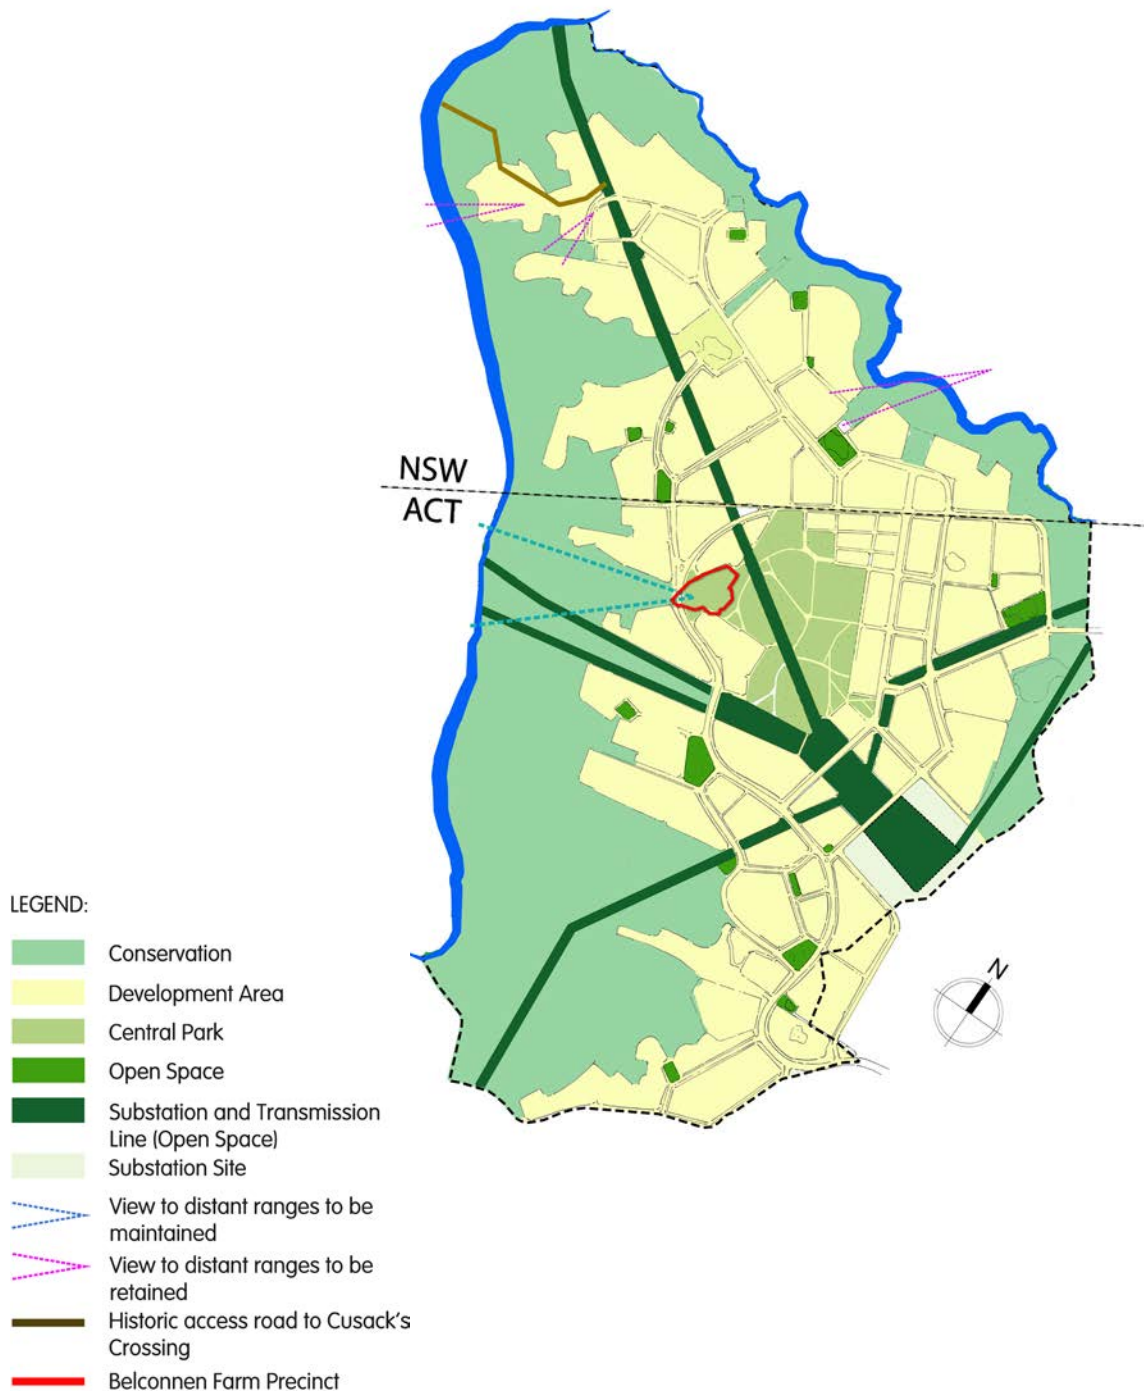 NSW
ACT
LEGEND:
Conservation
Development Area
Central Park
Open Space
Substation and Transmission
Line (Open Space)
Substation Site
View to distant ranges to be
maintained
View to distant ranges to be
retained
Historic access road to Cusack's
Crossing
Belconnen Farm Precinct
N